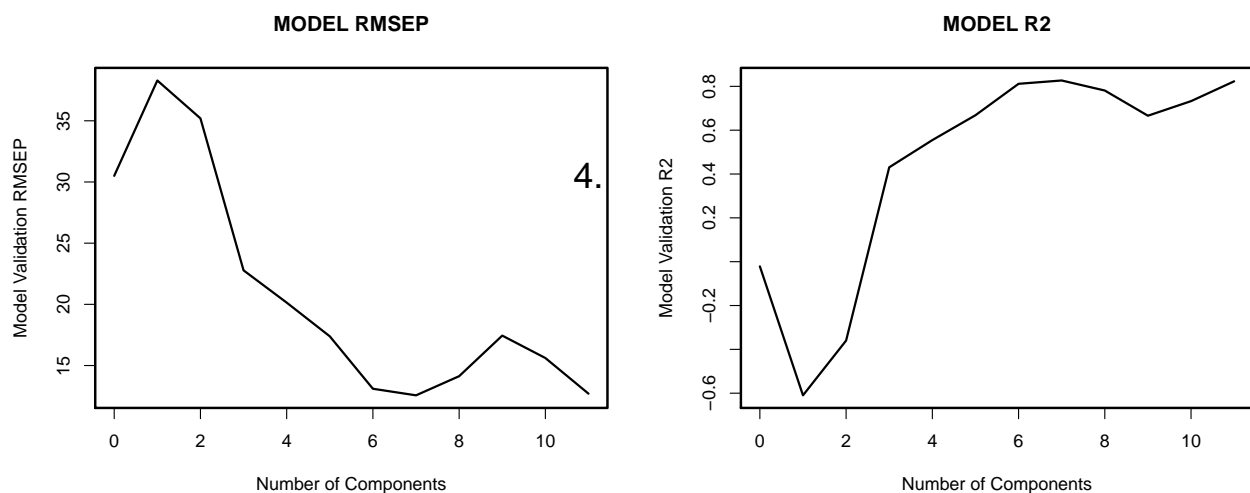 MODEL RMSEP
Model Validation RMSEP
35
30
25
20
15
4.
0 2 4 6 8 10
Number of Components
MODEL R2
Model Validation R2
0.8
0.6
0.4
0.2
−0.2
−0.6
0 2 4 6 8 10
Number of Components